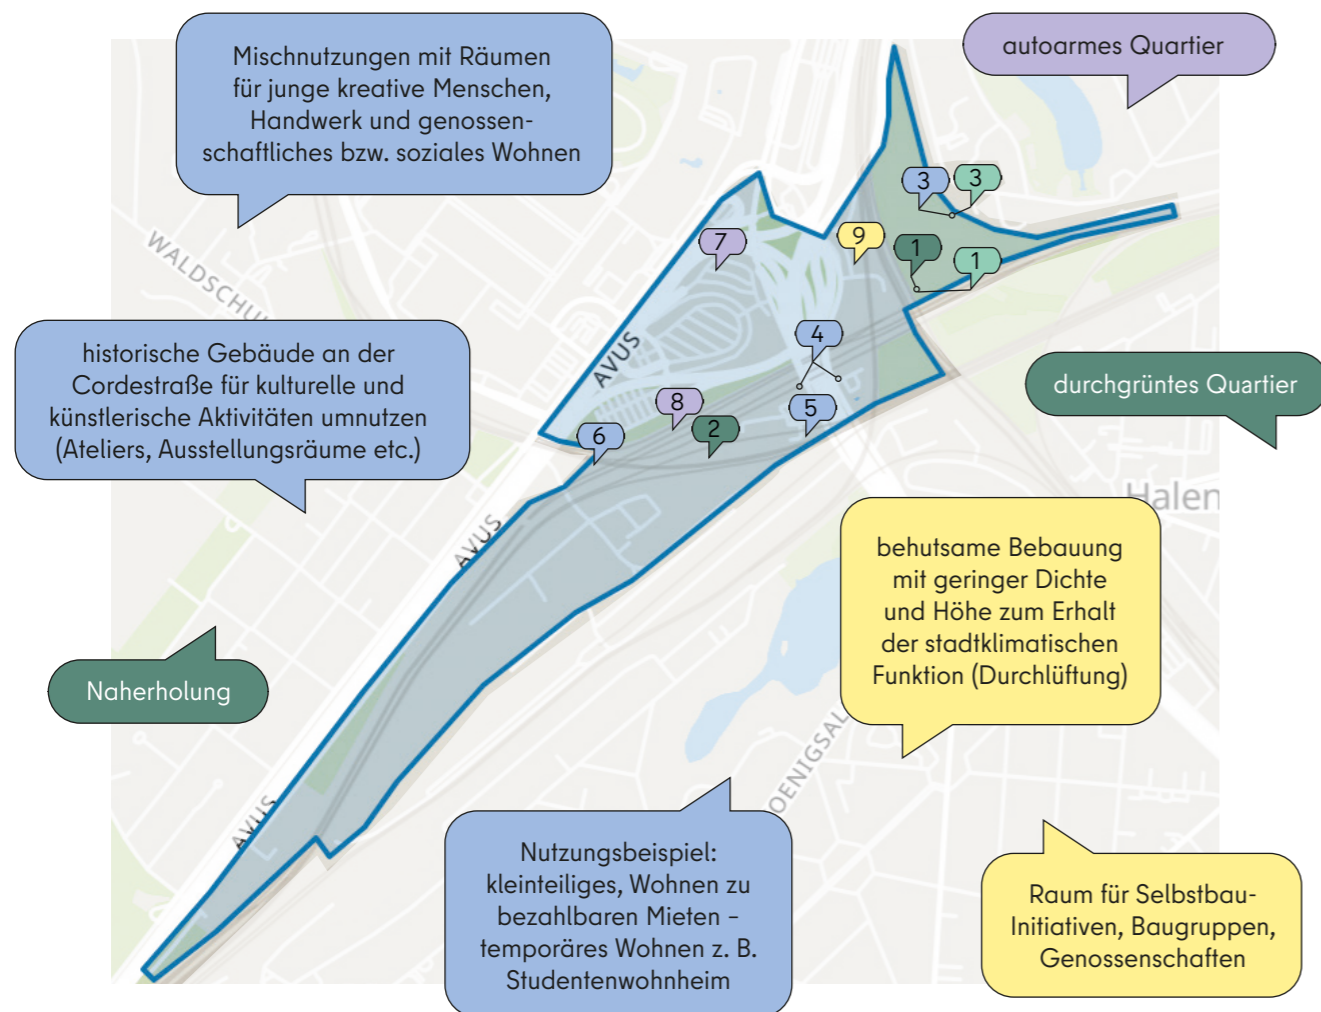 Mischnutzungen mit Räumen
für junge kreative Menschen,
Handwerk und genossen-
schaftliches bzw. soziales Wohnen
autoarmes Quartier
3
3
7
9
1
1
WALDSCHU
AVUS
4
historische Gebäude an der
Cordestraße für kulturelle und
künstlerische Aktivitäten umnutzen
(Ateliers, Ausstellungsräume etc.)
durchgrüntes Quartier
8
5
6
2
Halen
AVUS
behutsame Bebauung
mit geringer Dichte
und Höhe zum Erhalt
der stadtklimatischen
Funktion (Durchlüftung)
Naherholung
OENIGSAL
AVUS
Nutzungsbeispiel:
kleinteiliges, Wohnen zu
bezahlbaren Mieten –
temporäres Wohnen z. B.
Studentenwohnheim
Raum für Selbstbau-
Initiativen, Baugruppen,
Genossenschaften